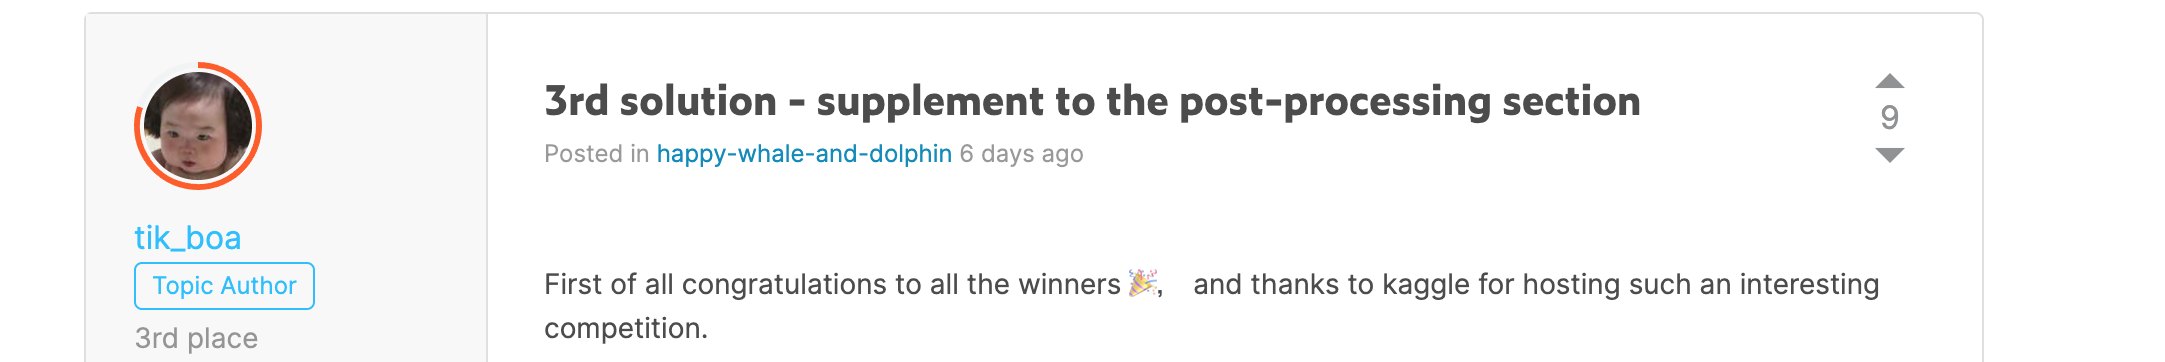 3rd solution - supplement to the post-processing section
9
Posted in happy-whale-and-dolphin 6 days ago
tik_boa
Topic Author
3rd place
First of all congratulations to all the winners 🎉, and thanks to kaggle for hosting such an interesting
competition.